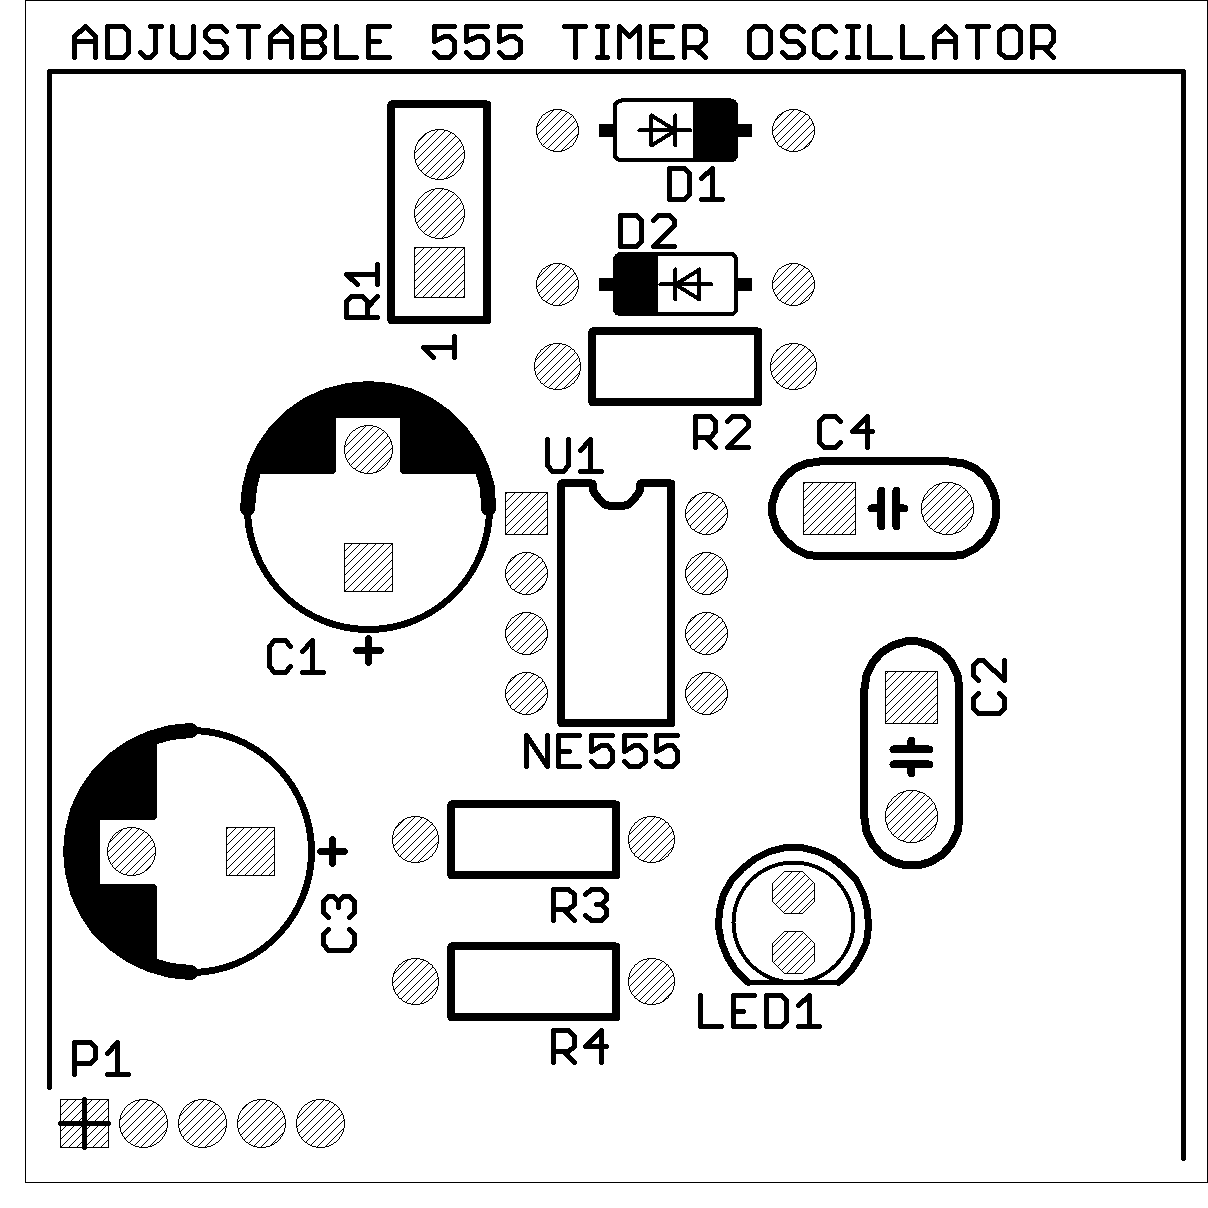 ADJUSTABLE 555 TIMER OSCILLATOR
D1
D2
R1
1
R2
C4
U1
C1
+
C2
NE555
+
C3
R3
R4
LED1
P1